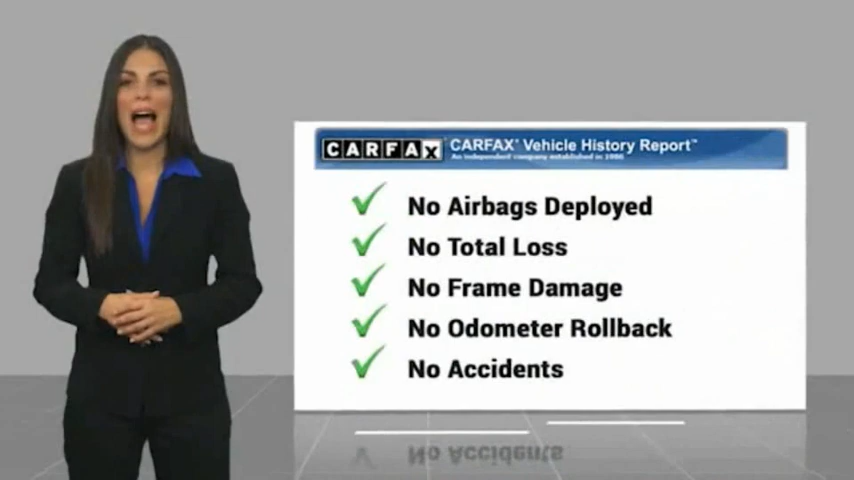 CARFAX
CARFAX® Vehicle History Report™
An independent company established in 1986
No Airbags Deployed
No Total Loss
No Frame Damage
No Odometer Rollback
No Accidents
No Accidents